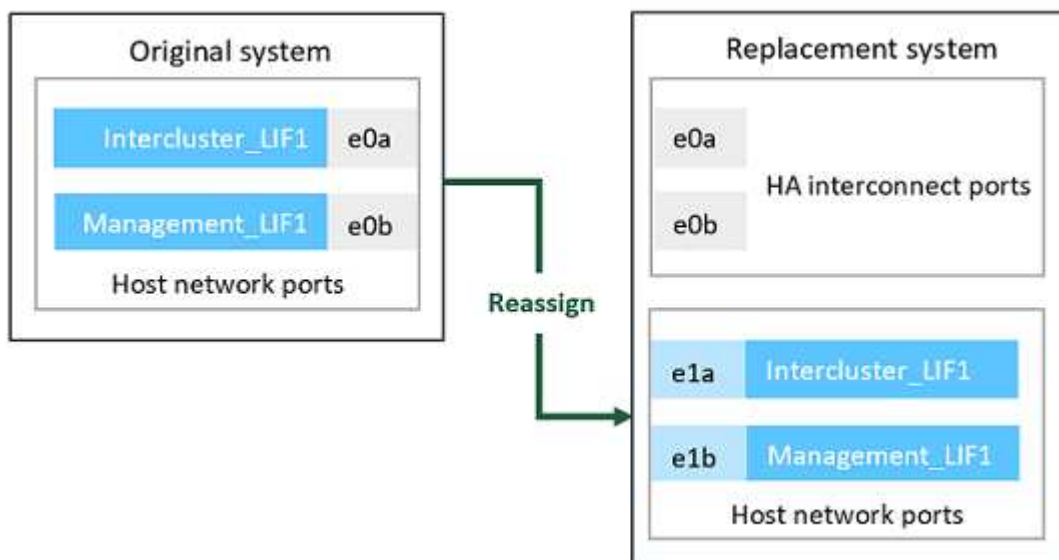 Original system
Intercluster_LIF1 e0a
Management_LIF1 e0b
Host network ports
Reassign
Replacement system
e0a
HA interconnect ports
e0b
e1a Intercluster_LIF1
e1b Management_LIF1
Host network ports